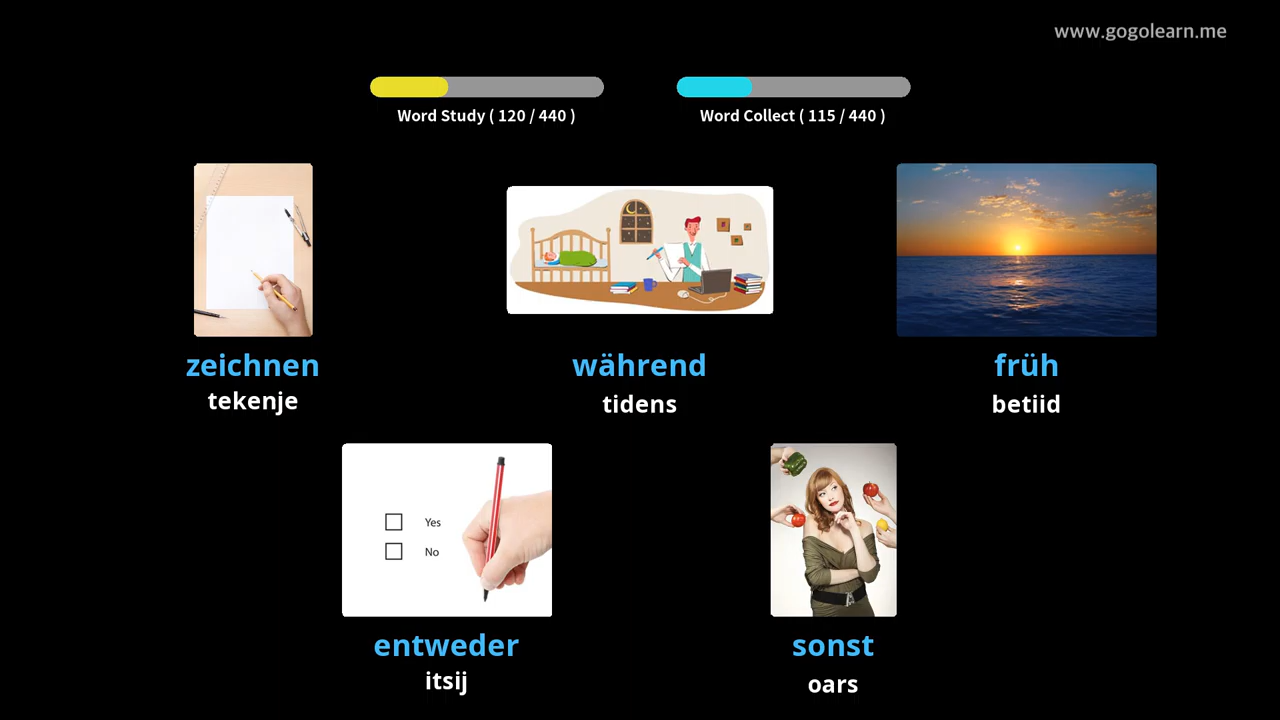 www.gogolearn.me
Word Study ( 120 / 440 )
Word Collect ( 115 / 440 )
zeichnen
tekenje
während
tidens
früh
betiid
Yes
No
entweder
itsij
sonst
oars